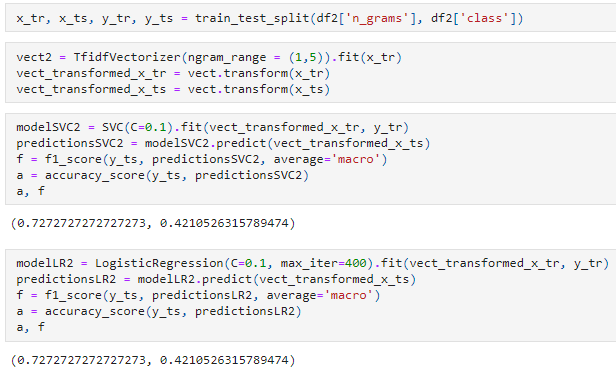 x_tr, x_ts, y_tr, y_ts = train_test_split(df2['n_grams'], df2['class'])
vect2 = TfidfVectorizer(ngram_range = (1,5)).fit(x_tr)
vect_transformed_x_tr = vect.transform(x_tr)
vect_transformed_x_ts = vect.transform(x_ts)
modelSVC2 = SVC(C=0.1).fit(vect_transformed_x_tr, y_tr)
predictionsSVC2 = modelSVC2.predict(vect_transformed_x_ts)
f = f1_score(y_ts, predictionsSVC2, average='macro')
a = accuracy_score(y_ts, predictionsSVC2)
a, f
(0.7272727272727273, 0.4210526315789474)
modelLR2 = LogisticRegression(C=0.1, max_iter=400).fit(vect_transformed_x_tr, y_tr)
predictionsLR2 = modelLR2.predict(vect_transformed_x_ts)
f = f1_score(y_ts, predictionsLR2, average='macro')
a = accuracy_score(y_ts, predictionsLR2)
a, f
(0.7272727272727273, 0.4210526315789474)